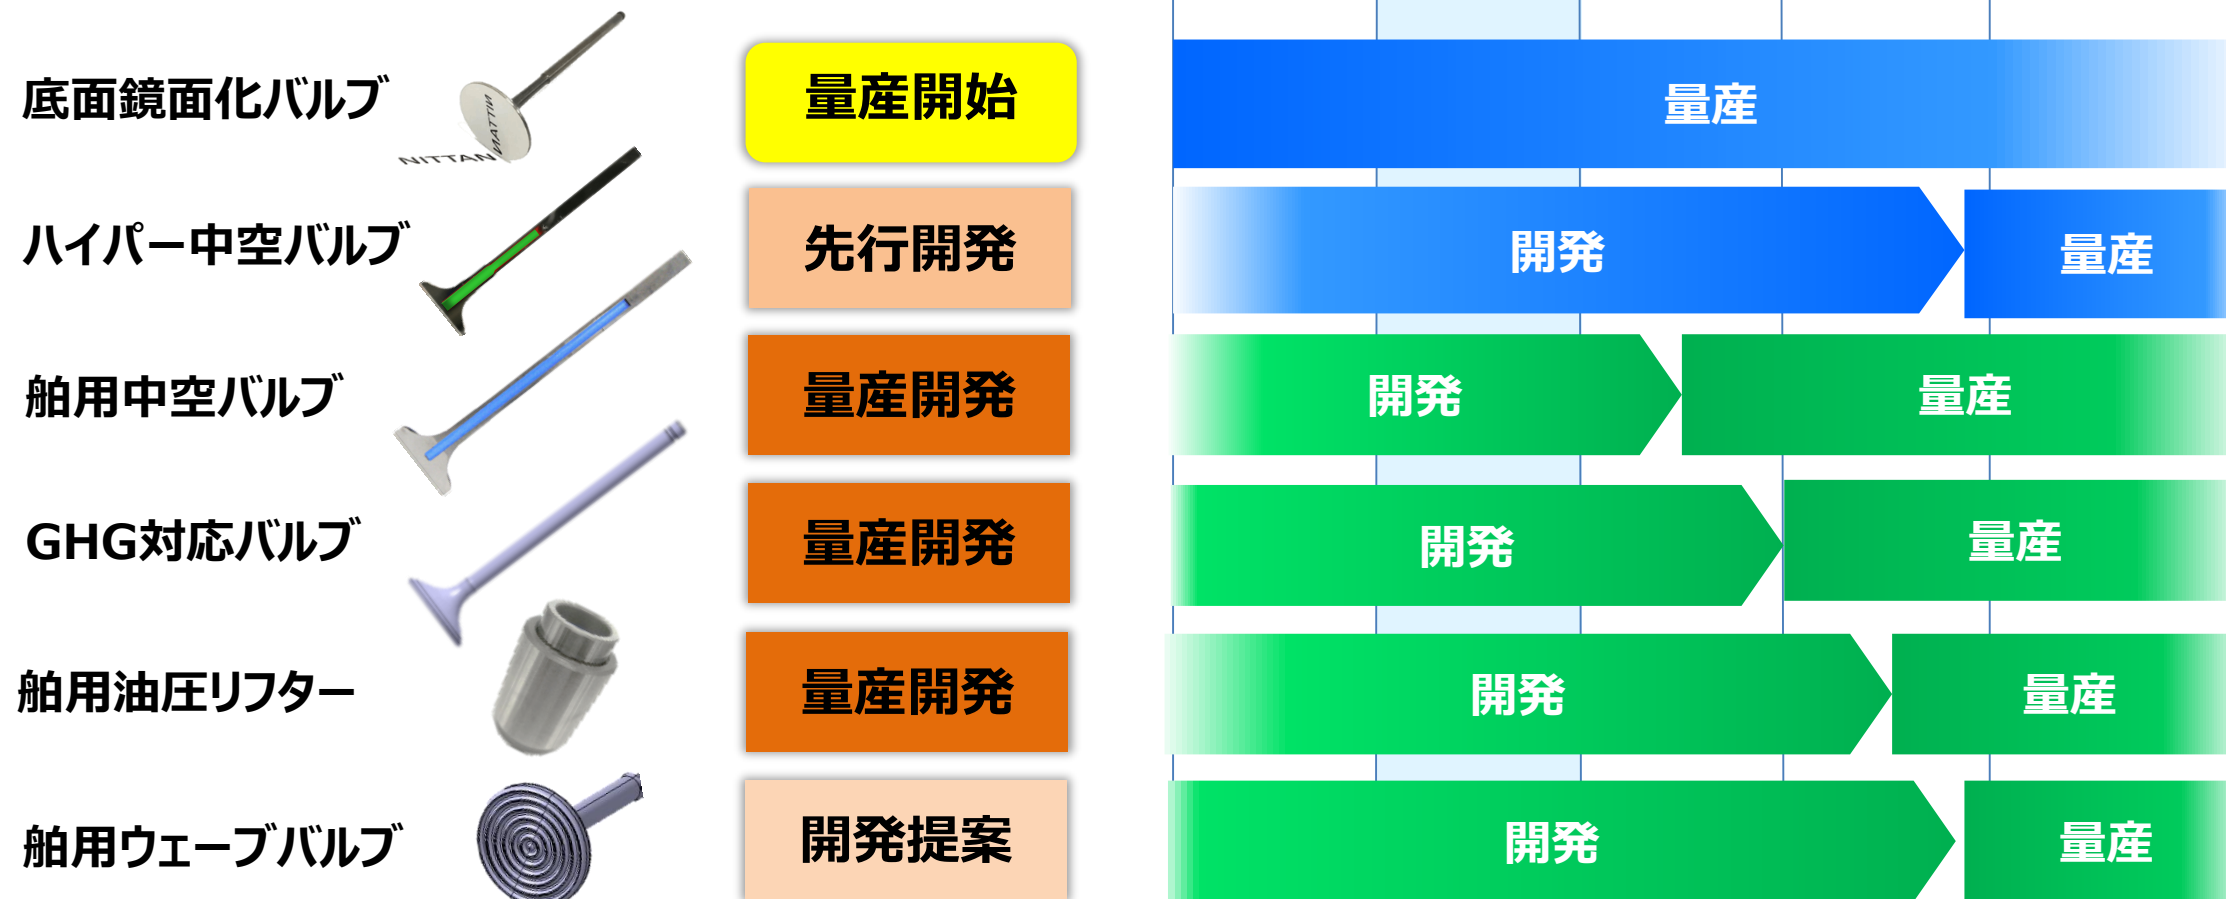 底面鏡面化バルブ
NITTAN
NITTAN
量産開始
量産
ハイパー中空バルブ
先行開発
開発
量産
舶用中空バルブ
量産開発
開発
量産
GHG対応バルブ
量産開発
開発
量産
舶用油圧リフター
量産開発
開発
量産
舶用ウェーブバルブ
開発提案
開発
量産